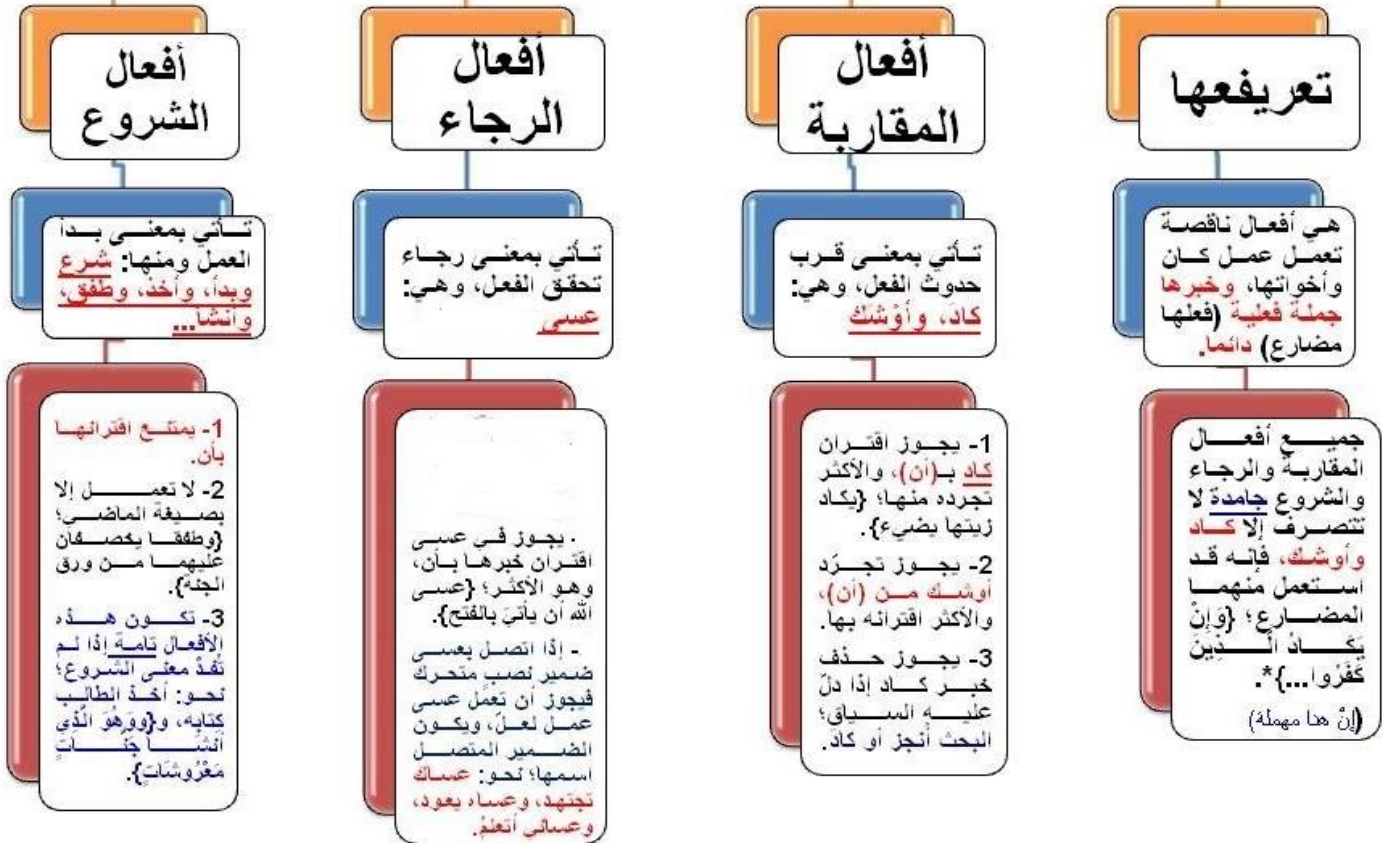 تعريفعها
هي أفعال ناقصة
تعمل عمل كان
وأخواتها، وخبرها
جملة فعلية (فعلها
مضارع) دائما.
جميع أفعال
المقاربة والرجاء
والشروع جامدة لا
تتصرف إلا كاد
وأوشك، فإنه قد
استعمل منهما
المضارع؛ {وَإِنْ
يَكَادُ الَّذِينَ
كَفَرُوا...}*.
(إنْ هنا مهملة)
أفعال
المقاربة
تأتي بمعنى قرب
حدوث الفعل، وهي:
كادَ، وأوْشك
1- يجوز اقتران
كاد بـ(أن)، والأكثر
تجرده منها؛ {يكاد
زيتها يضيء}.
2- يجوز تجرّد
أوشك من (أن)،
والأكثر اقترانه بها.
3- يجوز حذف
خبر كاد إذا دلّ
عليه السياق؛
البحث أنجز أو كادَ.
أفعال
الرجاء
تأتي بمعنى رجاء
تحقق الفعل، وهي:
عسى
. يجوز في عسى
اقتران خبرها بأن،
وهو الأكثر؛ {عسى
الله أن يأتيَ بالفتح}.
- إذا اتصل بعسى
ضمير نصب متحرك
فيجوز أن تعمَل عسى
عمل لعلّ، ويكون
الضمير المتصل
اسمها؛ نحو: عساك
تجتهد، وعساه يعود،
وعساني أتعلمُ.
أفعال
الشروع
تأتي بمعنى بدأ
العمل ومنها: شرع
وبدأ، وأخذ، وطفق،
وأنشأ...
1- يمتنع اقترانها
بأن.
2- لا تعمل إلا
بصيغة الماضي؛
{وطفقا يخصفان
عليهما من ورق
الجنة}.
3- تكون هذه
الأفعال تامة إذا لم
تفدْ معنى الشروع؛
نحو: أخذ الطالب
كتابه، و{ووَهُوَ الَّذِي
أَنْشَأَ جَنَّاتٍ
مَعْرُوشَاتٍ}.